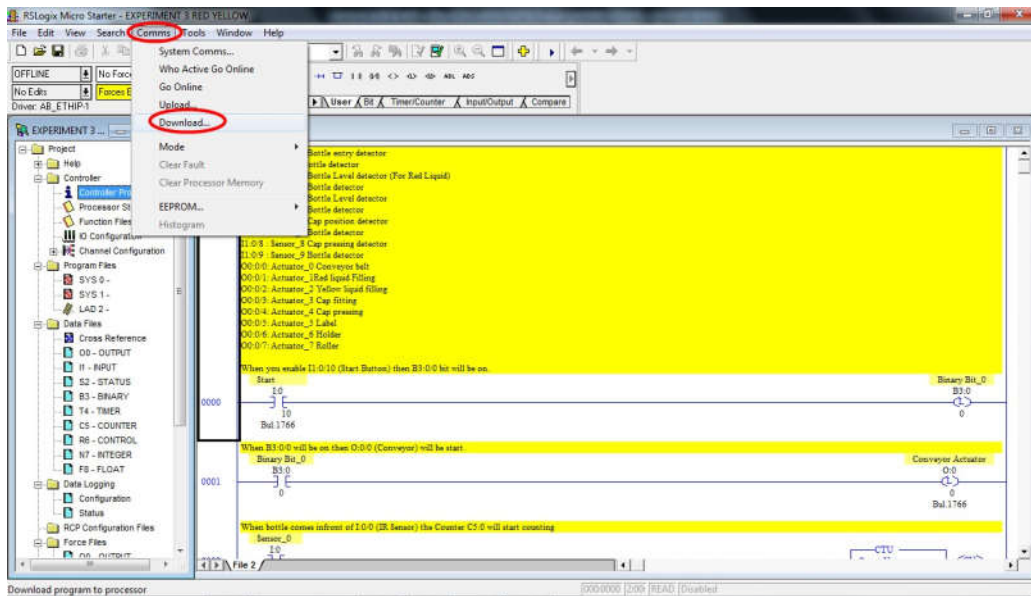 RSLogix Micro Starter - EXPERIMENT 3 RED YELLOW
File Edit View Search Comms Tools Window Help
System Comms...
Who Active Go Online
Go Online
Upload...
Download...
Mode
Clear Fault
Clear Processor Memory
EEPROM...
Histogram
OFFLINE
No Forc
No Edits
Forces E
Driver: AB_ETHIP-1
ABL ABS
User Bit Timer/Counter Input/Output Compare
EXPERIMENT 3 ...
Project
Help
Controller
Controller Pro
Processor St
Function Files
IO Configuration
Channel Configuration
Program Files
SYS 0 -
SYS 1 -
LAD 2 -
Data Files
Cross Reference
O0 - OUTPUT
I1 - INPUT
S2 - STATUS
B3 - BINARY
T4 - TIMER
C5 - COUNTER
R6 - CONTROL
N7 - INTEGER
F8 - FLOAT
Data Logging
Configuration
Status
RCP Configuration Files
Force Files
O0 - OUTPUT
Bottle entry detector
ottle detector
Bottle Level detector (For Red Liquid)
Bottle detector
Bottle Level detector
Bottle detector
Cap position detector
Bottle detector
I1:0/8 : Sensor_8 Cap pressing detector
I1:0/9 : Sensor_9 Bottle detector
O0:0/0: Actuator_0 Conveyor belt
O0:0/1: Actuator_1Red liquid Filling
O0:0/2: Actuator_2 Yellow liquid filling
O0:0/3: Actuator_3 Cap fitting
O0:0/4: Actuator_4 Cap pressing
O0:0/5: Actuator_5 Label
O0:0/6: Actuator_6 Holder
O0:0/7: Actuator_7 Roller
When you enable I1:0/10 (Start Button) then B3:0/0 bit will be on.
Start
I:0
10
Bul.1766
0000
Binary Bit_0
B3:0
L
0
When B3:0/0 will be on then O:0/0 (Conveyor) will be start.
Binary Bit_0
B3:0
0
0001
Conveyor Actuator
O:0
L
0
Bul.1766
When bottle comes infront of I:0/0 (IR Sensor) the Counter C5:0 will start counting
Sensor_0
I:0
CTU
File 2
Download program to processor
2:00 READ Disabled